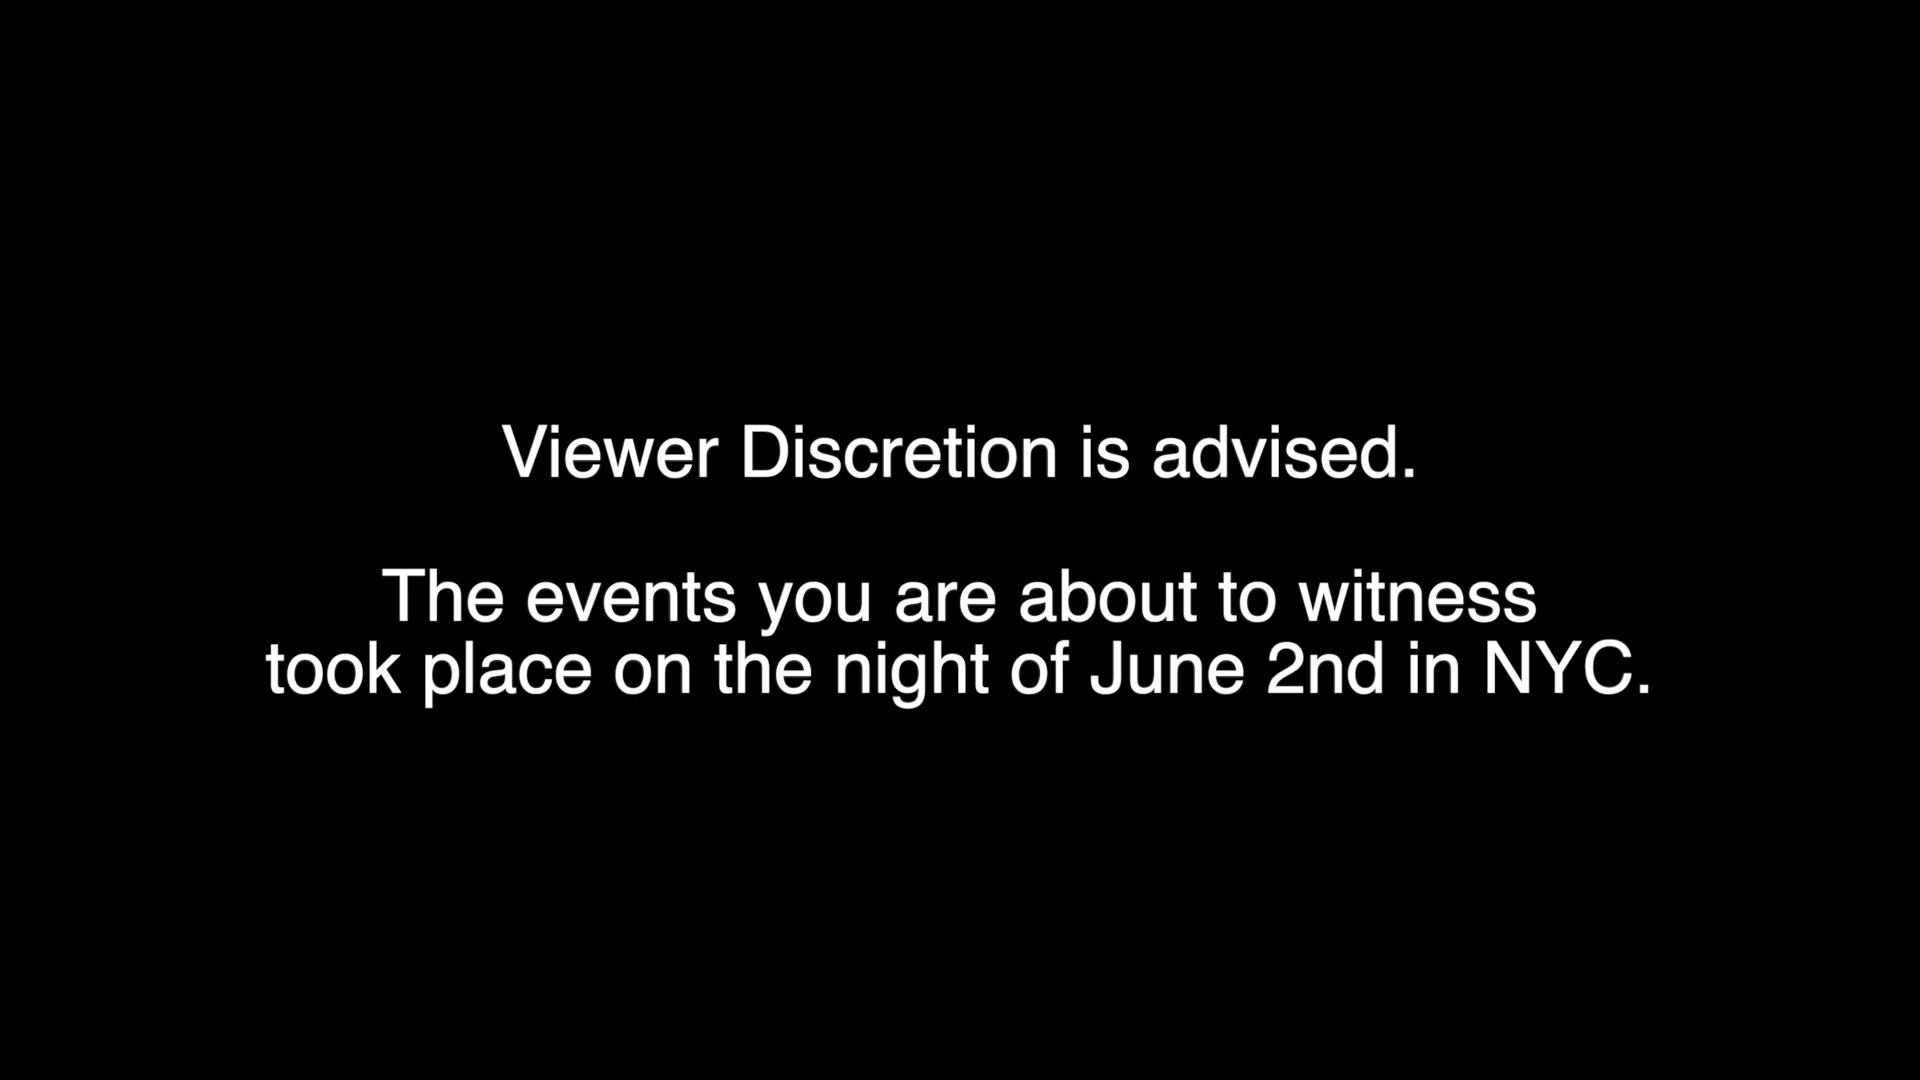 Viewer Discretion is advised.
The events you are about to witness
took place on the night of June 2nd in NYC.